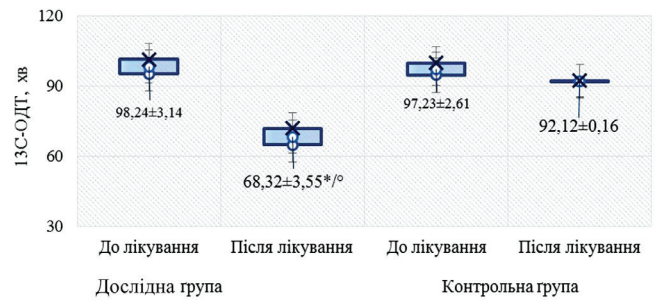 120
90
60
30
13С-ОДТ, хв
98,24±3,14
68,32±3,55*/°
97,23±2,61
92,12±0,16
До лікування Після лікування До лікування Після лікування
Дослідна група Контрольна група